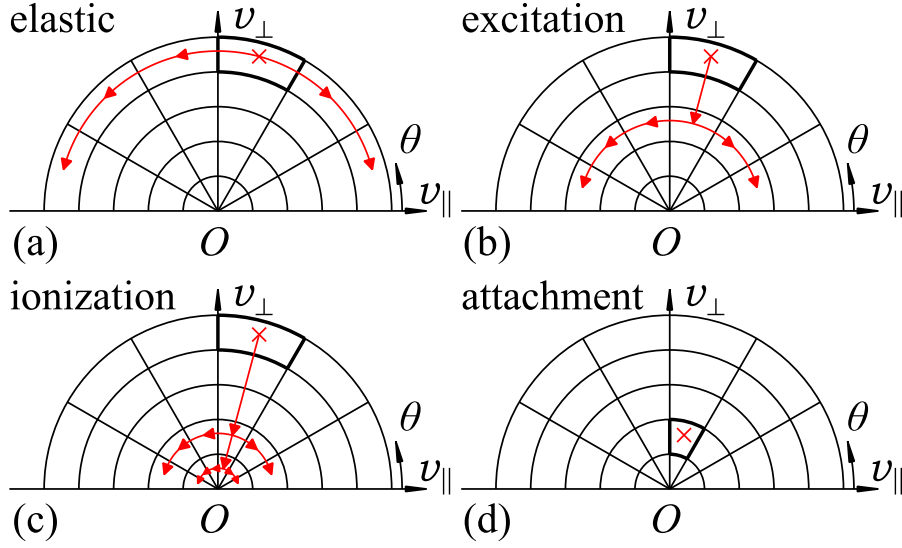 elastic
v⊥
θ
v||
O
(a)
excitation
v⊥
θ
v||
O
(b)
ionization
v⊥
θ
v||
O
(c)
attachment
v⊥
θ
v||
O
(d)